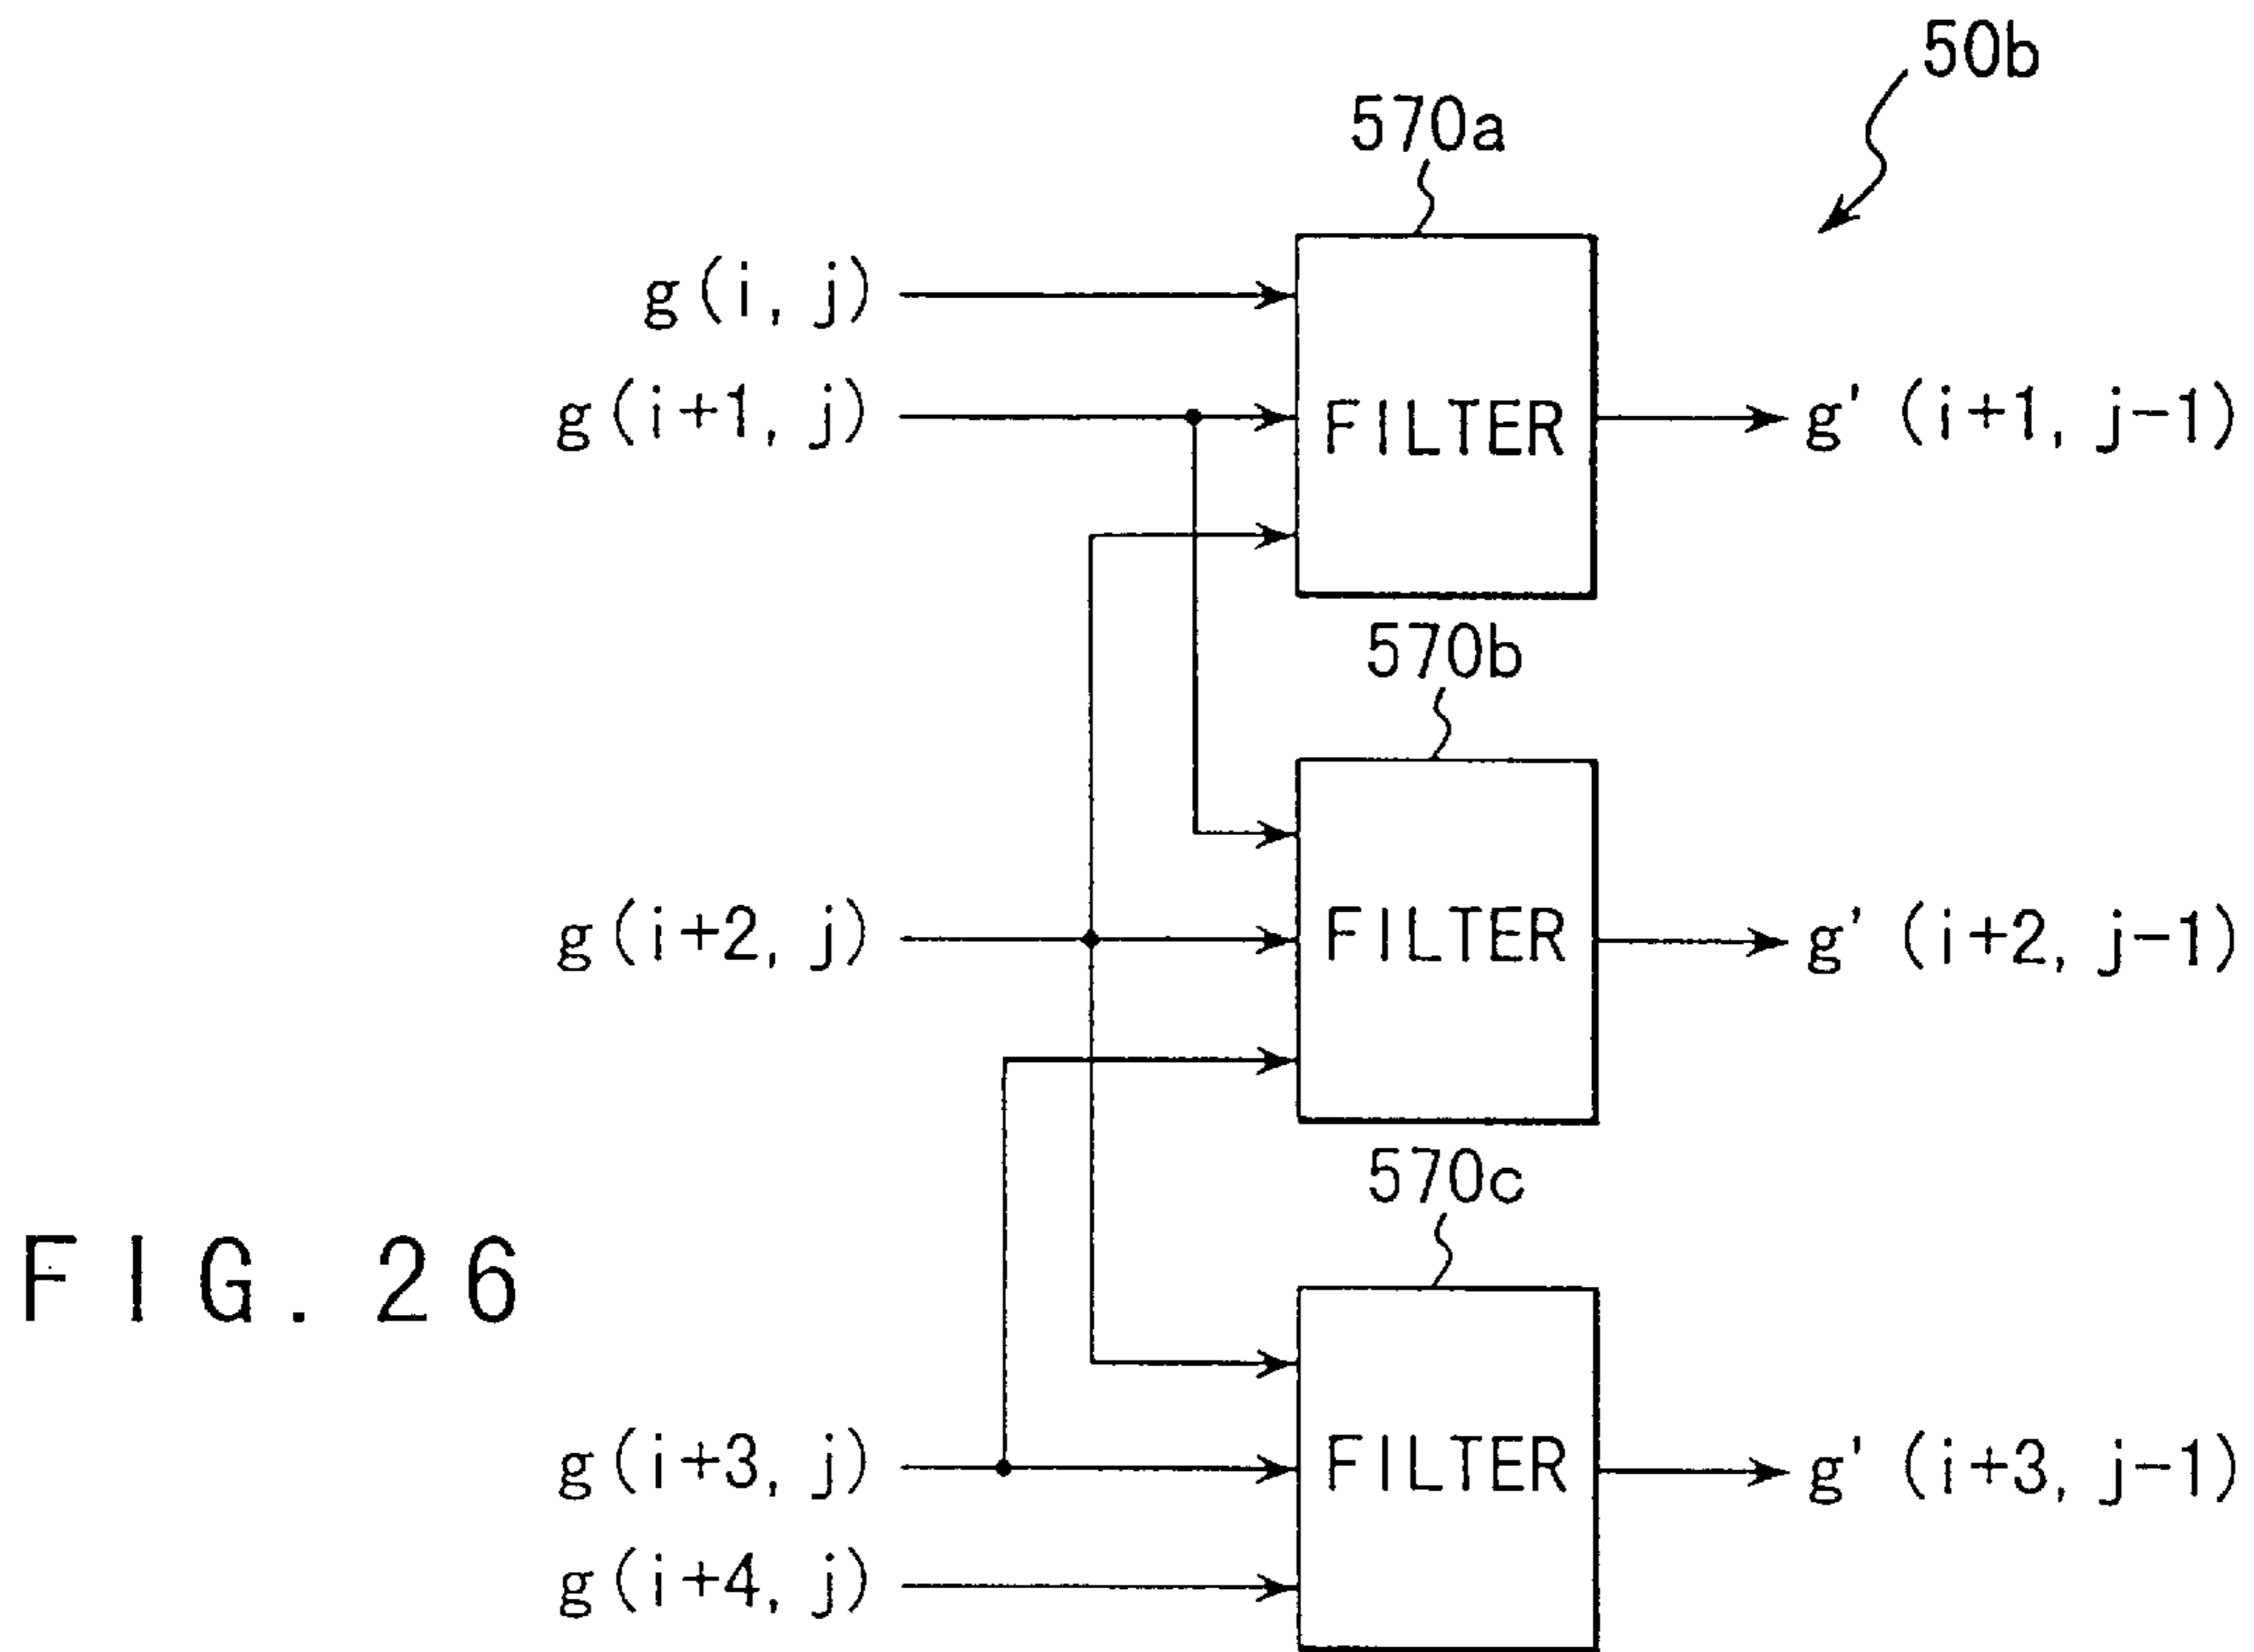 50b
570a
g(i, j)
g(i+1, j)
FILTER
g' (i+1, j-1)
570b
g(i+2, j)
FILTER
g' (i+2, j-1)
570c
FIG. 26
g(i+3, j)
FILTER
g' (i+3, j-1)
g(i+4, j)